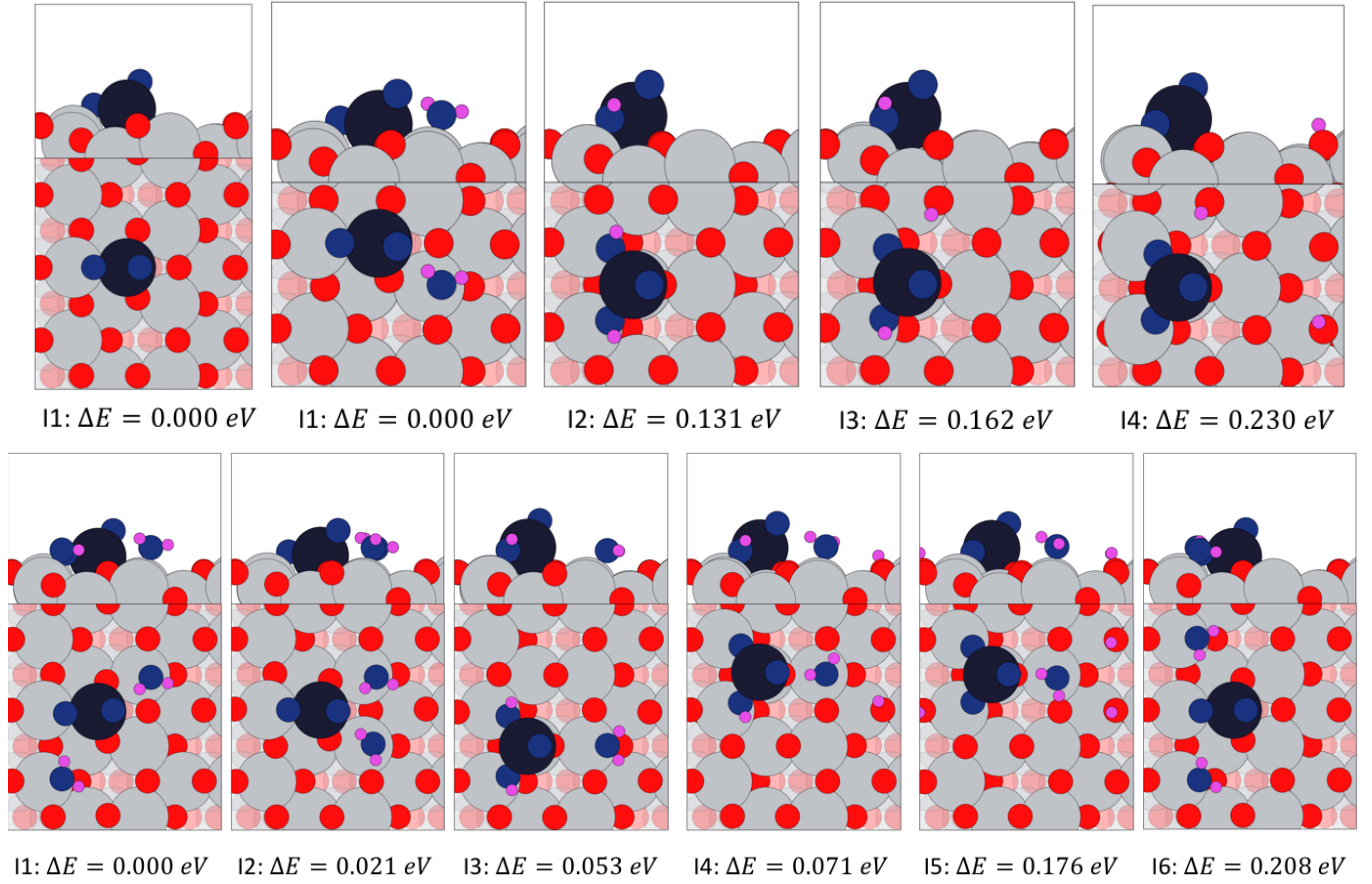 I1: ΔE = 0.000 eV
I1: ΔE = 0.000 eV
I2: ΔE = 0.131 eV
I3: ΔE = 0.162 eV
I4: ΔE = 0.230 eV
I1: ΔE = 0.000 eV
I2: ΔE = 0.021 eV
I3: ΔE = 0.053 eV
I4: ΔE = 0.071 eV
I5: ΔE = 0.176 eV
I6: ΔE = 0.208 eV